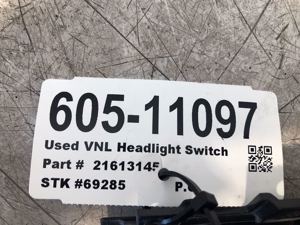 605-11097
Used VNL Headlight Switch
Part # 21613145
STK #69285